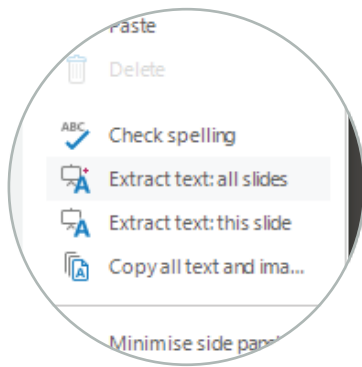 Paste
Delete
ABC
Check spelling
A
Extract text: all slides
A
Extract text: this slide
A
Copy all text and ima...
Minimise side panel